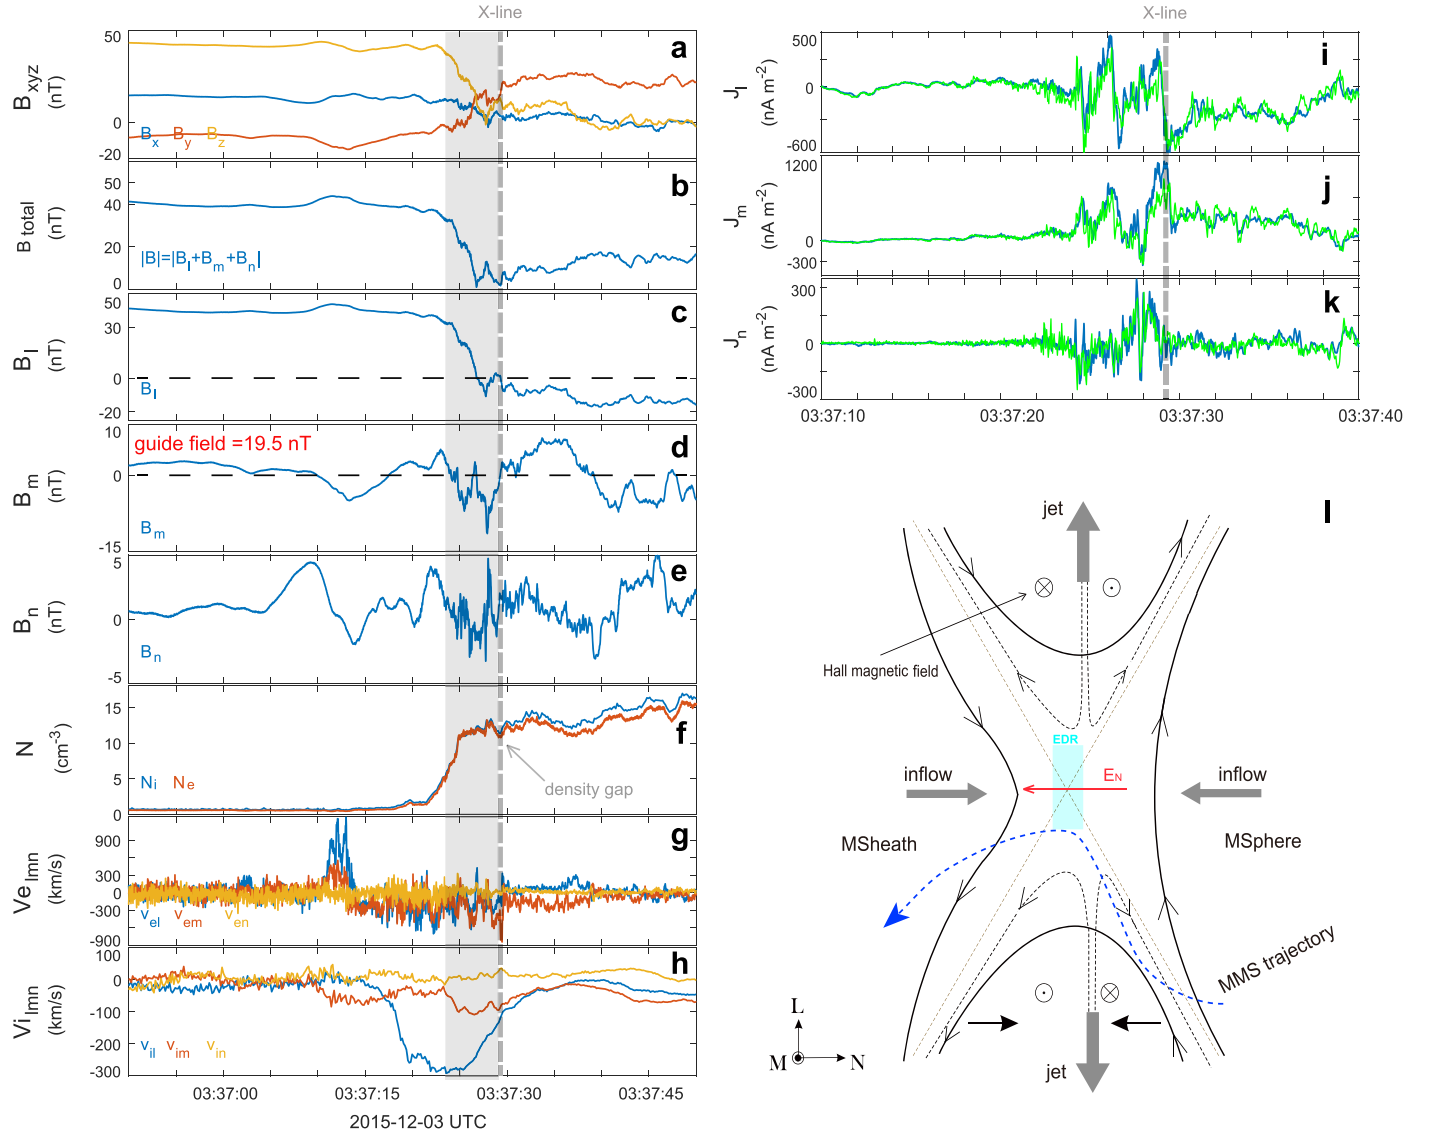 X-line
50
0
-20
B_xyz
(nT)
B_x B_y B_z
a
50
40
20
0
B total
(nT)
|B|=|B_l+B_m+B_n|
b
50
30
0
-20
B_l
(nT)
B_l
c
10
0
-15
B_m
(nT)
guide field =19.5 nT
B_m
d
5
0
-5
B_n
(nT)
B_n
e
15
10
5
0
N
(cm^-3)
N_i N_e
density gap
f
900
300
0
-300
-900
Ve_lmn
(km/s)
v_el v_em v_en
g
100
0
-100
-200
-300
Vi_lmn
(km/s)
v_il v_im v_in
h
03:37:00 03:37:15 03:37:30 03:37:45
2015-12-03 UTC
X-line
500
0
-600
J_l
(nA m^-2)
i
1200
0
-300
J_m
(nA m^-2)
j
300
0
-300
J_n
(nA m^-2)
k
03:37:10 03:37:20 03:37:30 03:37:40
l
jet
Hall magnetic field
EDR
E_N
inflow
inflow
MSheath
MSphere
MMS trajectory
L
M N
jet